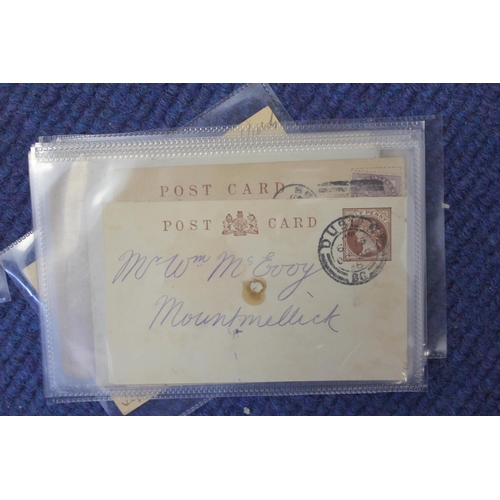 POST CARD
POST CARD
DUBLIN
Mr Wm McEvoy
Mountmellick